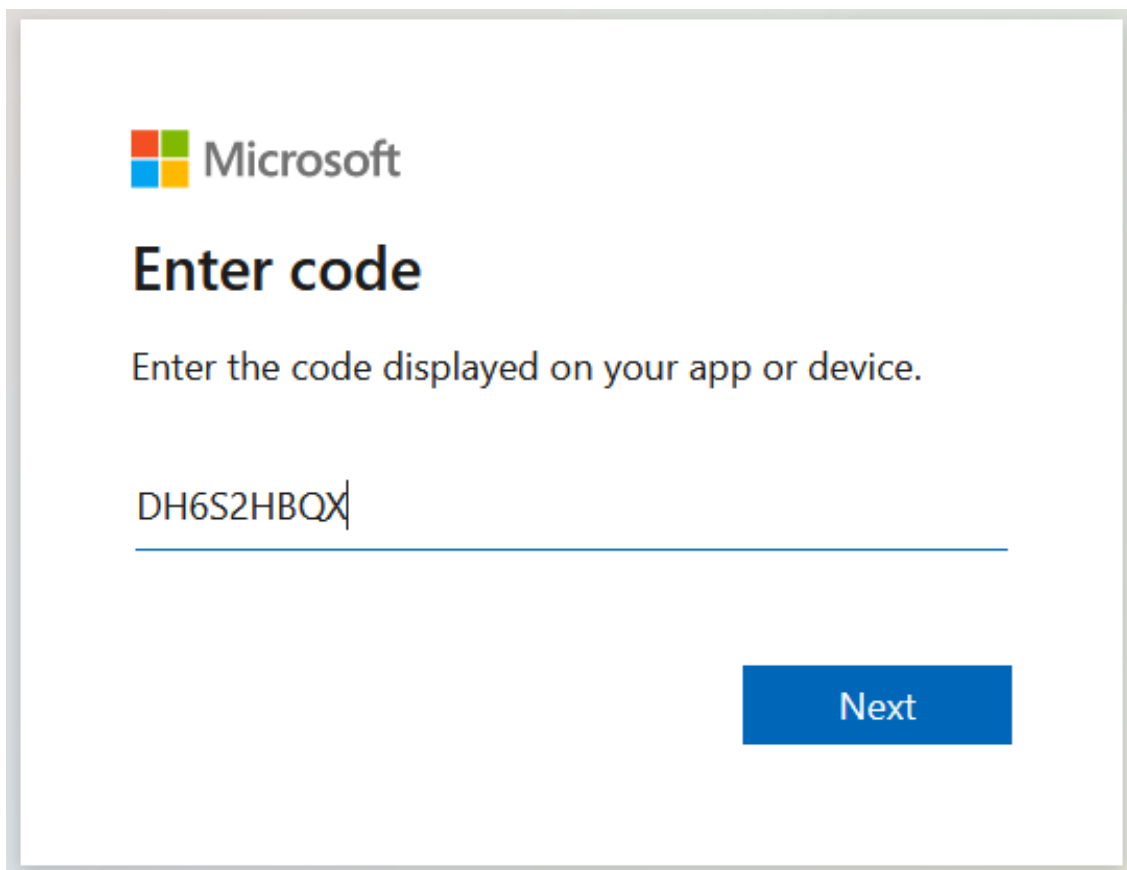 Microsoft
Enter code
Enter the code displayed on your app or device.
DH6S2HBQX
Next